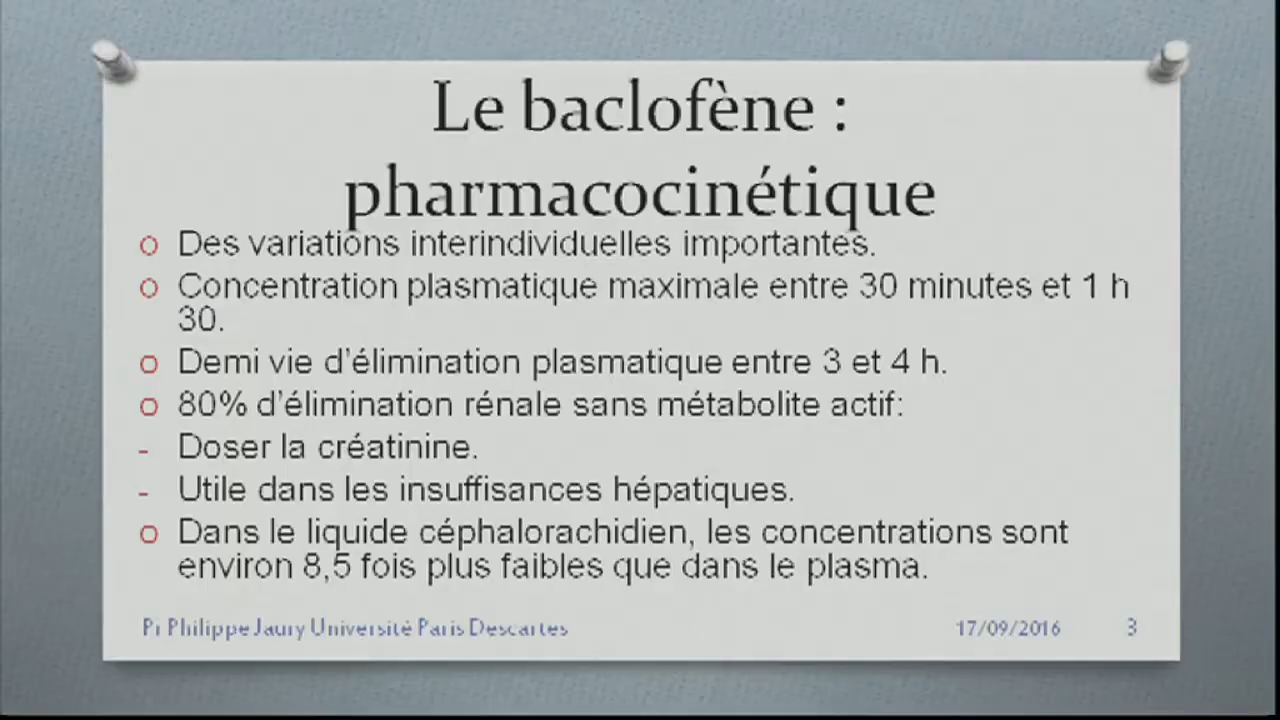 Le baclofène :
pharmacocinétique
o Des variations interindividuelles importantes.
o Concentration plasmatique maximale entre 30 minutes et 1 h
30.
o Demi vie d'élimination plasmatique entre 3 et 4 h.
o 80% d'élimination rénale sans métabolite actif:
- Doser la créatinine.
- Utile dans les insuffisances hépatiques.
o Dans le liquide céphalorachidien, les concentrations sont
environ 8,5 fois plus faibles que dans le plasma.
Pr Philippe Jaury Université Paris Descartes 17/09/2016 3